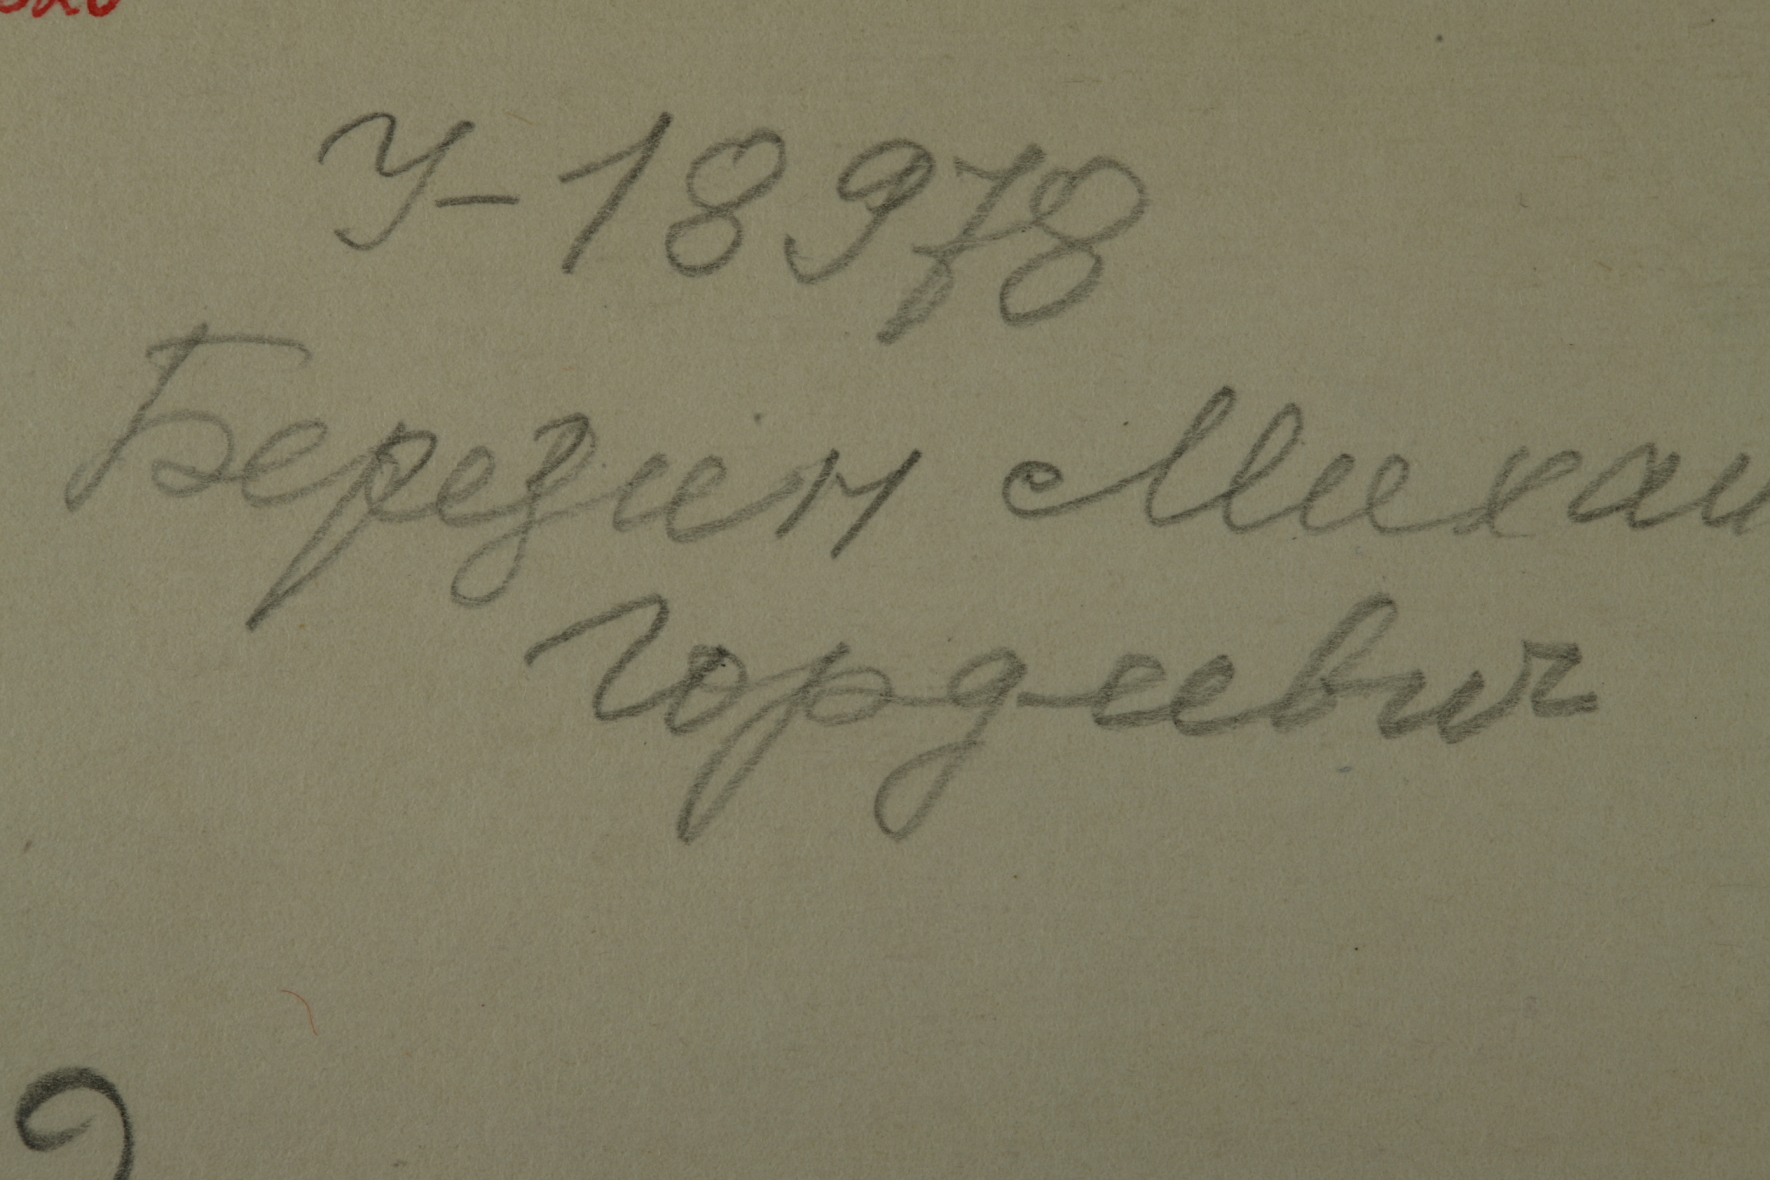 У-18978
Березин Михаи
Гордеевич